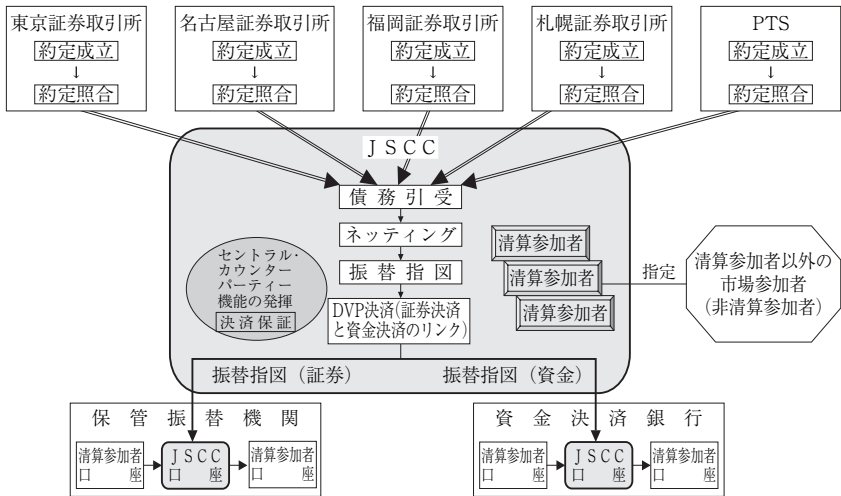 東京証券取引所
約定成立
↓
約定照合
名古屋証券取引所
約定成立
↓
約定照合
福岡証券取引所
約定成立
↓
約定照合
札幌証券取引所
約定成立
↓
約定照合
PTS
約定成立
↓
約定照合
JSCC
債務引受
ネッティング
振替指図
DVP決済(証券決済
と資金決済のリンク)
セントラル・
カウンター
パーティー
機能の発揮
決済保証
清算参加者
清算参加者
清算参加者
指定
清算参加者以外の
市場参加者
(非清算参加者)
振替指図(証券)
振替指図(資金)
保管振替機関
清算参加者
口座
JSCC
口座
清算参加者
口座
資金決済銀行
清算参加者
口座
JSCC
口座
清算参加者
口座